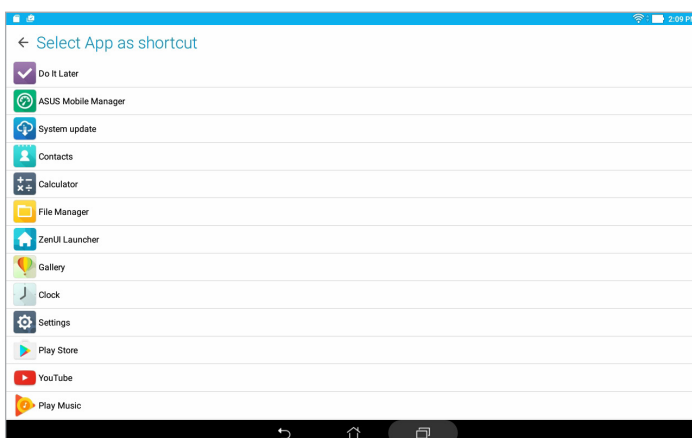 2:09 PM
Select App as shortcut
Do It Later
ASUS Mobile Manager
System update
Contacts
Calculator
File Manager
ZenUI Launcher
Gallery
Clock
Settings
Play Store
YouTube
Play Music